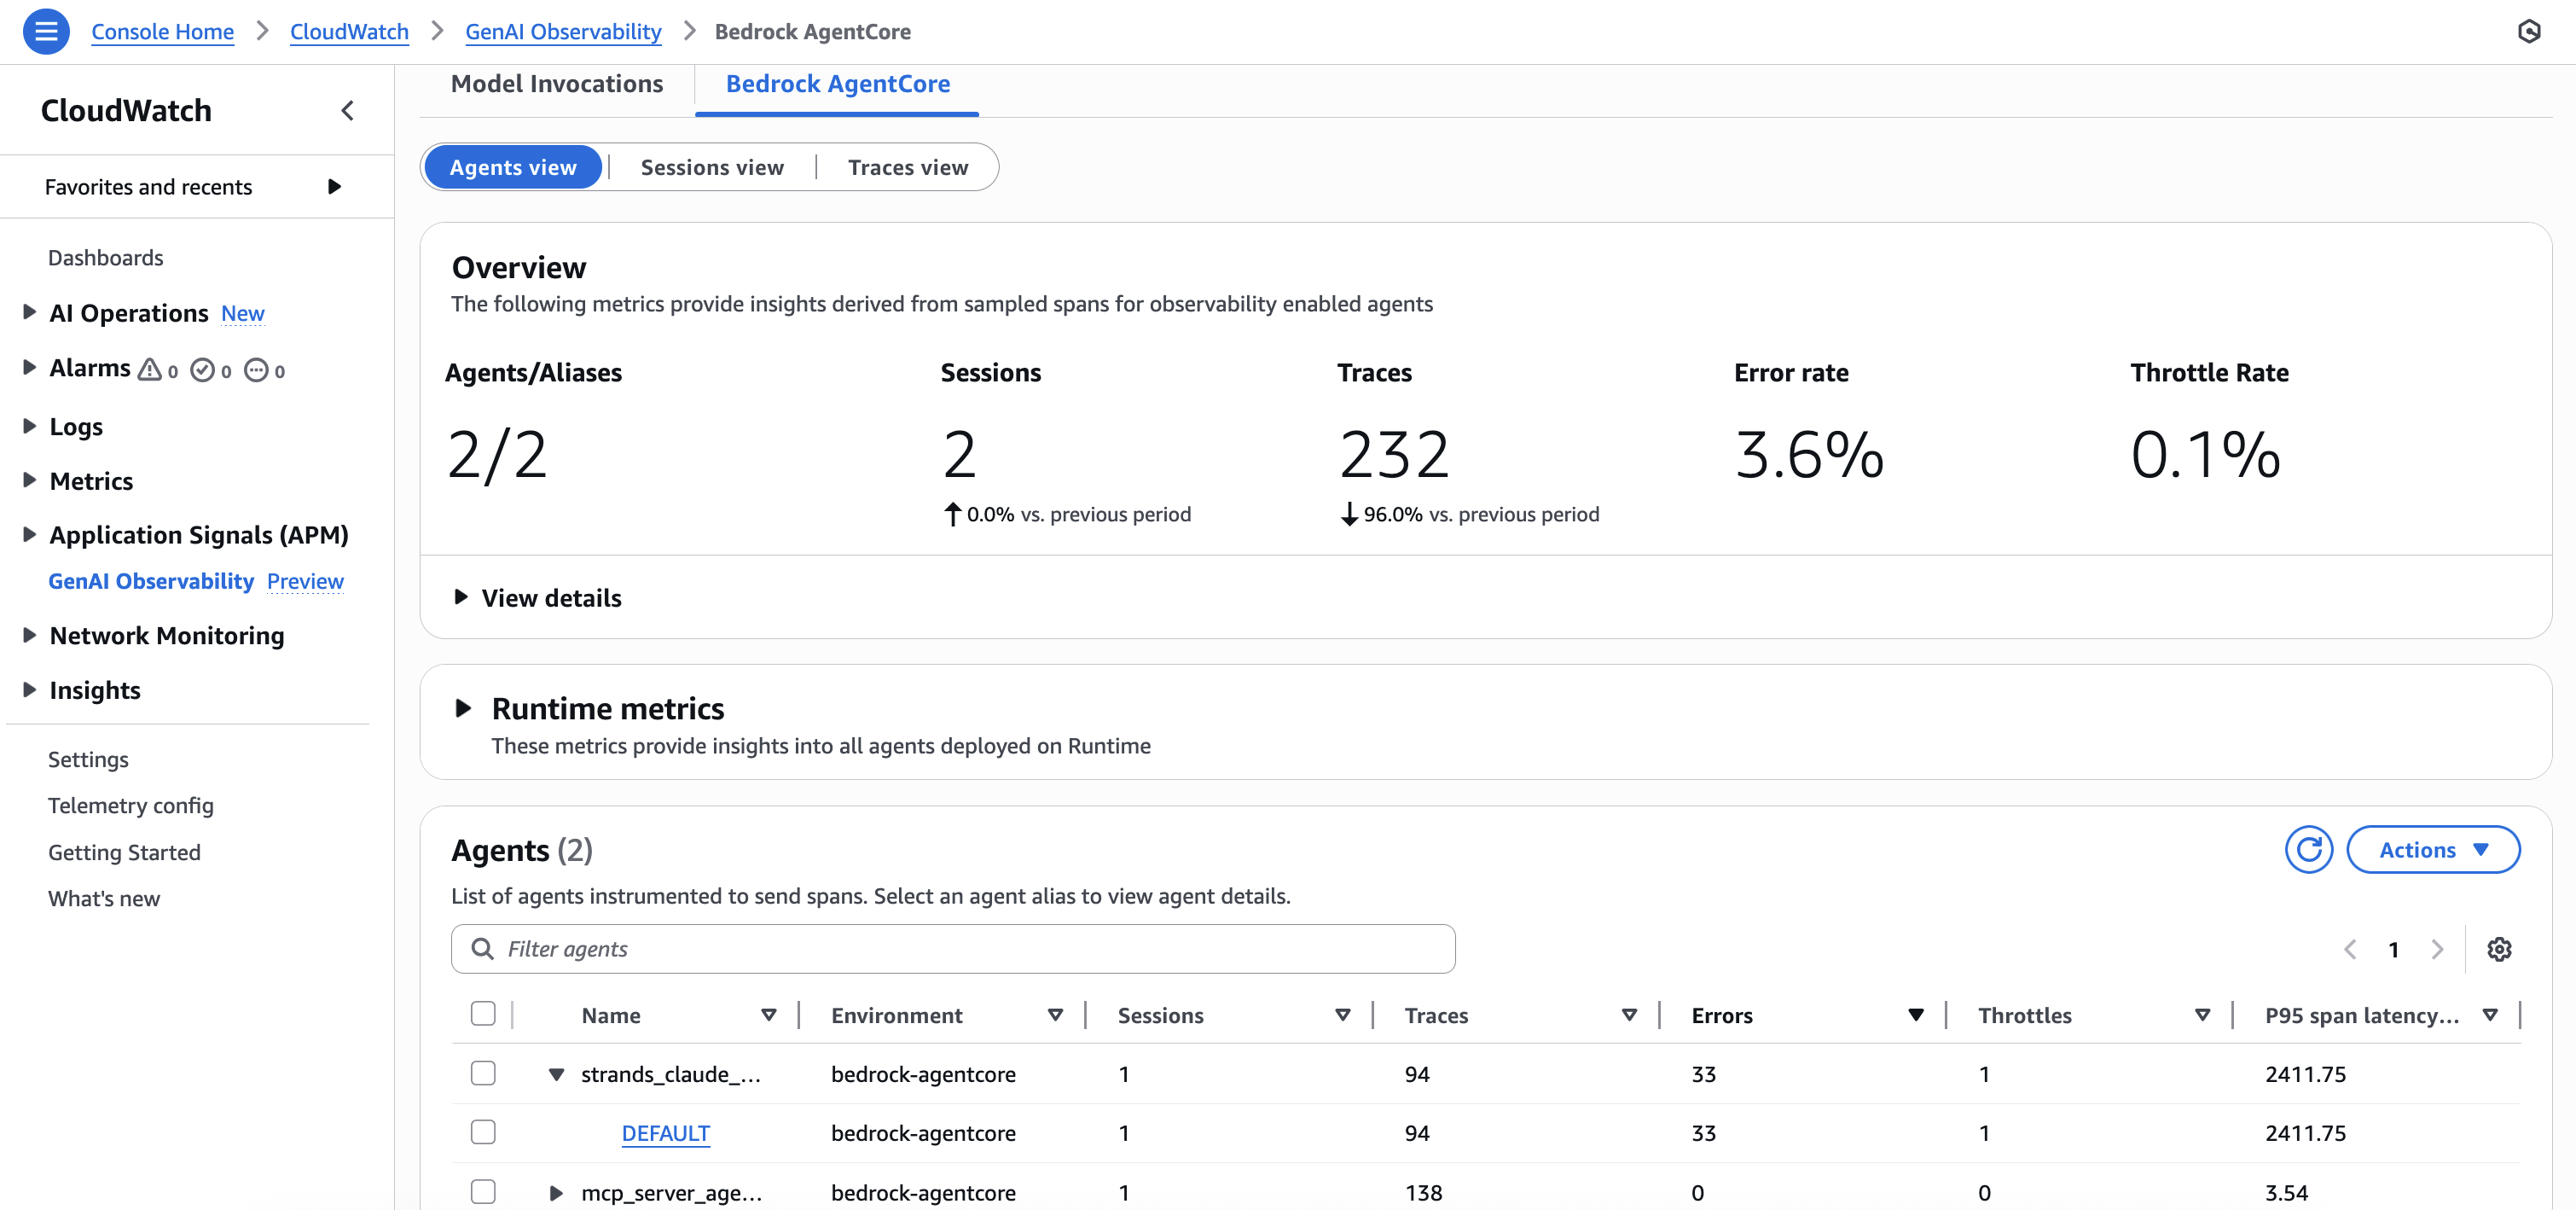 Console Home > CloudWatch > GenAI Observability > Bedrock AgentCore
CloudWatch
Favorites and recents
Dashboards
AI Operations New
Alarms 0 0 0
Logs
Metrics
Application Signals (APM)
GenAI Observability Preview
Network Monitoring
Insights
Settings
Telemetry config
Getting Started
What's new
Model Invocations Bedrock AgentCore
Agents view | Sessions view | Traces view
Overview
The following metrics provide insights derived from sampled spans for observability enabled agents
Agents/Aliases Sessions Traces Error rate Throttle Rate
2/2 2 232 3.6% 0.1%
↑ 0.0% vs. previous period ↓ 96.0% vs. previous period
View details
Runtime metrics
These metrics provide insights into all agents deployed on Runtime
Agents (2)
Actions
List of agents instrumented to send spans. Select an agent alias to view agent details.
Filter agents
1
Name Environment Sessions Traces Errors Throttles P95 span latency...
strands_claude_... bedrock-agentcore 1 94 33 1 2411.75
DEFAULT bedrock-agentcore 1 94 33 1 2411.75
mcp_server_age... bedrock-agentcore 1 138 0 0 3.54